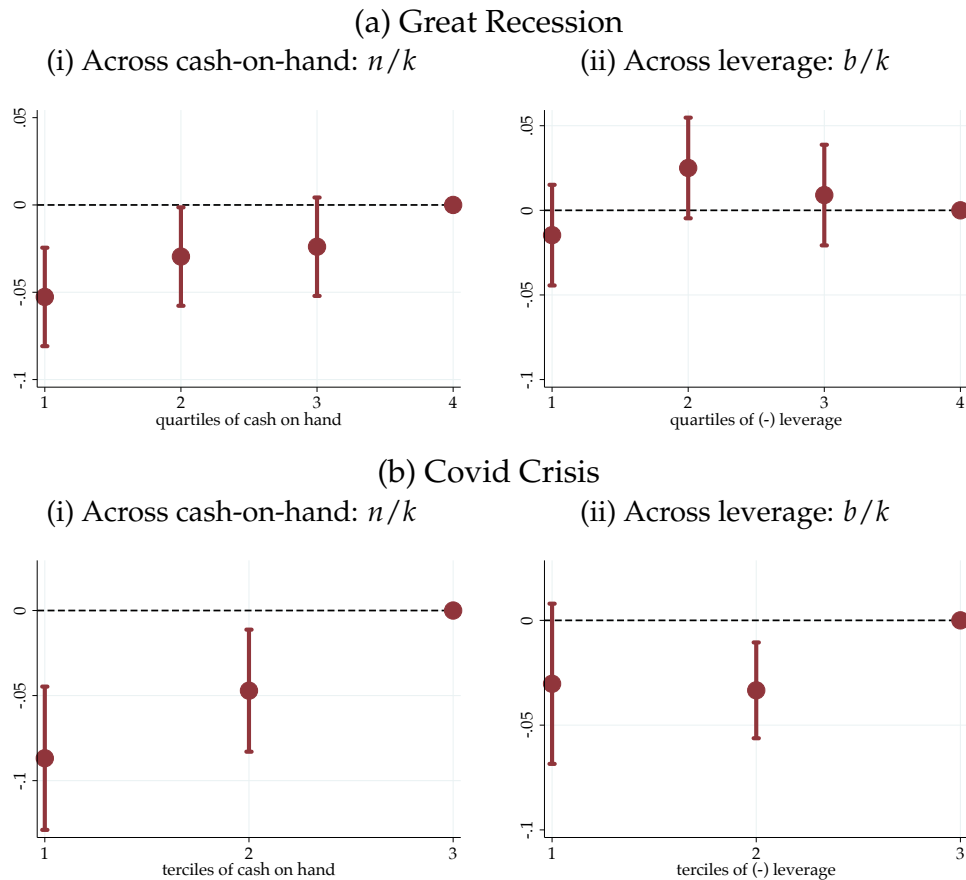 (a) Great Recession
(i) Across cash-on-hand: n/k
(ii) Across leverage: b/k
.05
0
-.05
-.1
1
2
3
4
quartiles of cash on hand
.05
0
-.05
-.1
1
2
3
4
quartiles of (-) leverage
(b) Covid Crisis
(i) Across cash-on-hand: n/k
(ii) Across leverage: b/k
0
-.05
-.1
1
2
3
terciles of cash on hand
0
-.05
-.1
1
2
3
terciles of (-) leverage